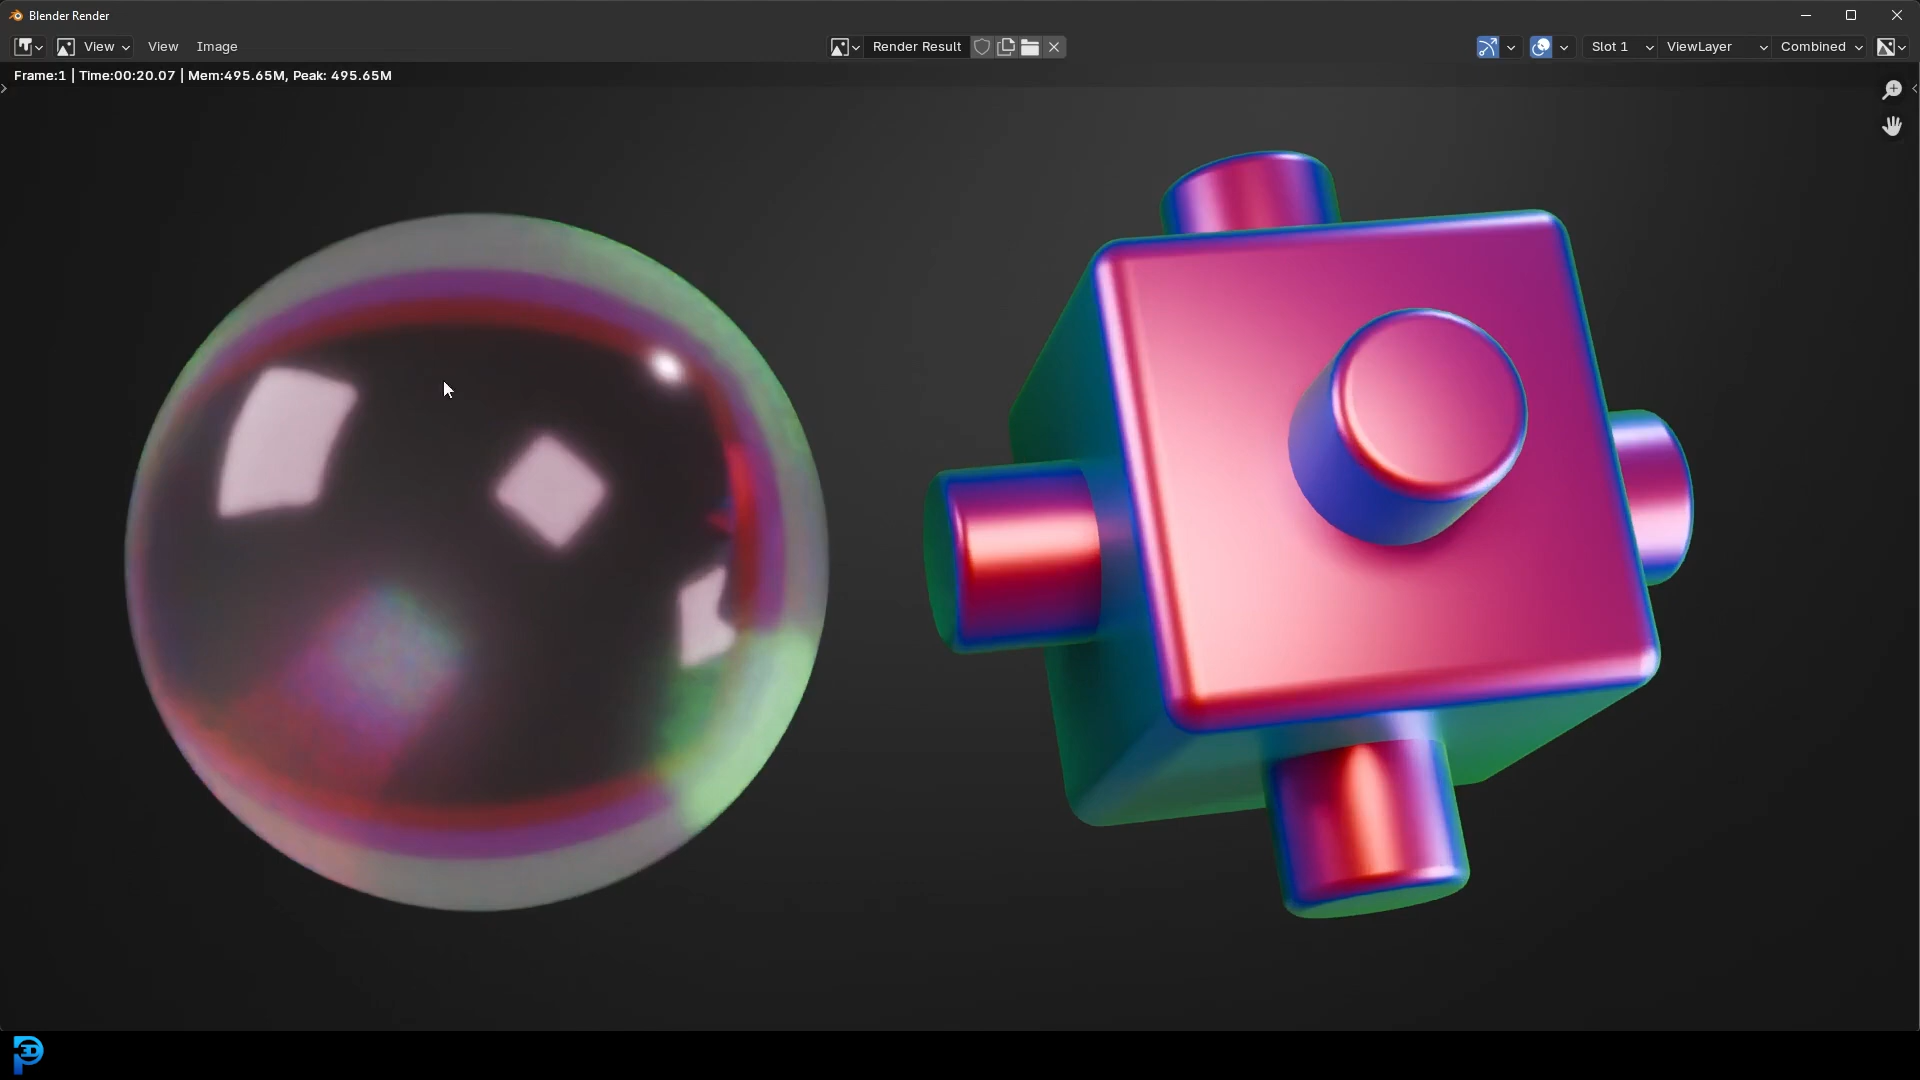 Blender Render
View View Image Render Result Slot 1 ViewLayer Combined
Frame:1 | Time:00:20.07 | Mem:495.65M, Peak: 495.65M
P3D